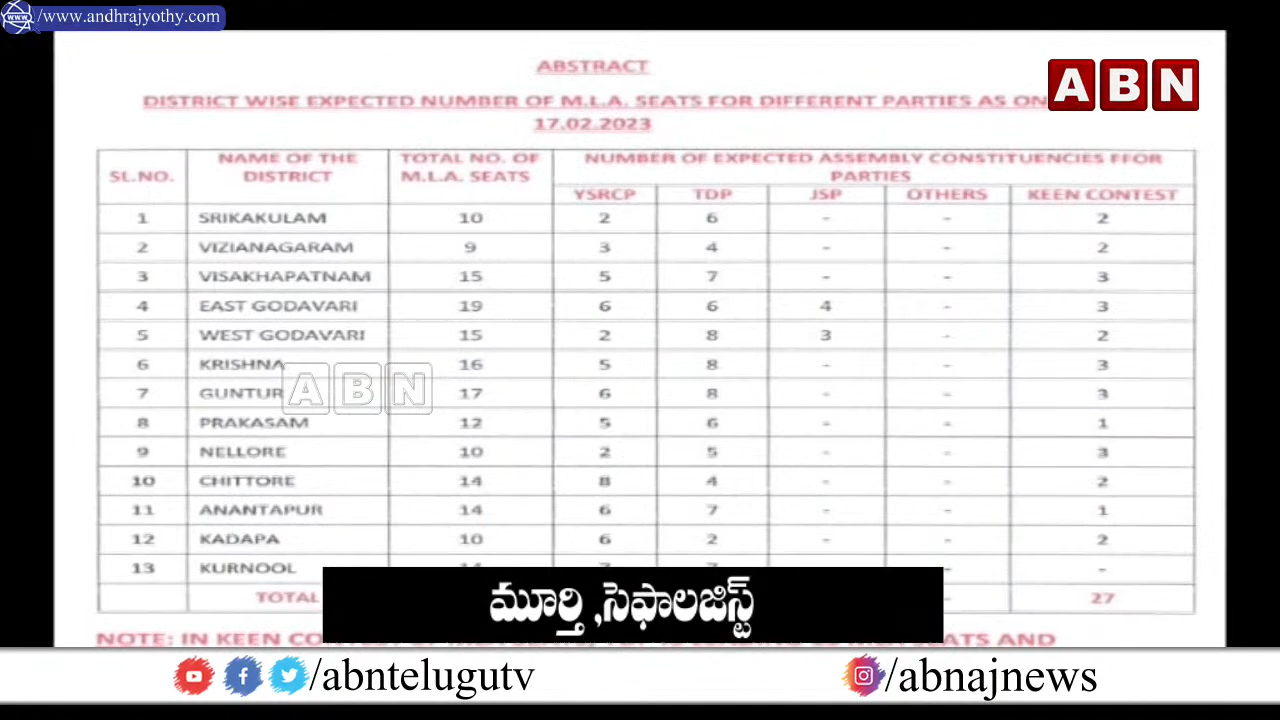 /www.andhrajyothy.com
ABN
ABSTRACT
DISTRICT WISE EXPECTED NUMBER OF M.L.A. SEATS FOR DIFFERENT PARTIES AS ON
17.02.2023
SL.NO. NAME OF THE DISTRICT TOTAL NO. OF M.L.A. SEATS NUMBER OF EXPECTED ASSEMBLY CONSTITUENCIES FFOR PARTIES
YSRCP TDP JSP OTHERS KEEN CONTEST
1 SRIKAKULAM 10 2 6 - - 2
2 VIZIANAGARAM 9 3 4 - - 2
3 VISAKHAPATNAM 15 5 7 - - 3
4 EAST GODAVARI 19 6 6 4 - 3
5 WEST GODAVARI 15 2 8 3 - 2
6 KRISHNA 16 5 8 - - 3
7 GUNTUR 17 6 8 - - 3
8 PRAKASAM 12 5 6 - - 1
9 NELLORE 10 2 5 - - 3
10 CHITTORE 14 8 4 - - 2
11 ANANTAPUR 14 6 7 - - 1
12 KADAPA 10 6 2 - - 2
13 KURNOOL - -
TOTAL - 27
ABN
NOTE: IN KEEN
మూర్తి ,సెఫాలజిస్ట్
/abntelugutv
/abnajnews